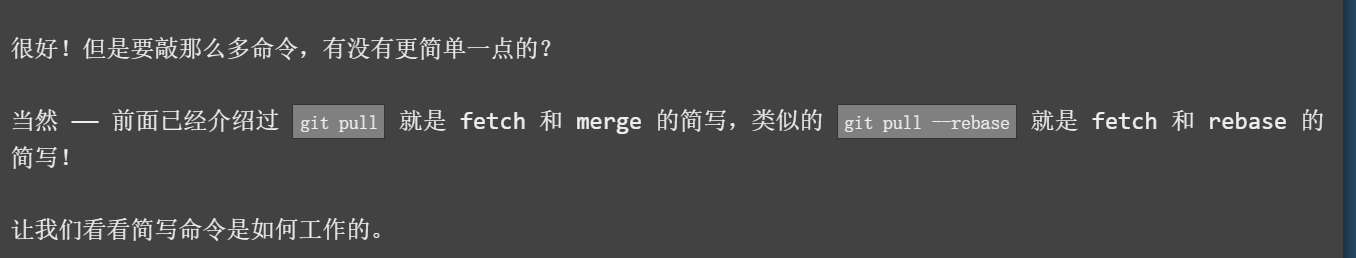 很好！但是要敲那么多命令，有没有更简单一点的？
当然 —— 前面已经介绍过 git pull 就是 fetch 和 merge 的简写，类似的 git pull --rebase 就是 fetch 和 rebase 的
简写！
让我们看看简写命令是如何工作的。